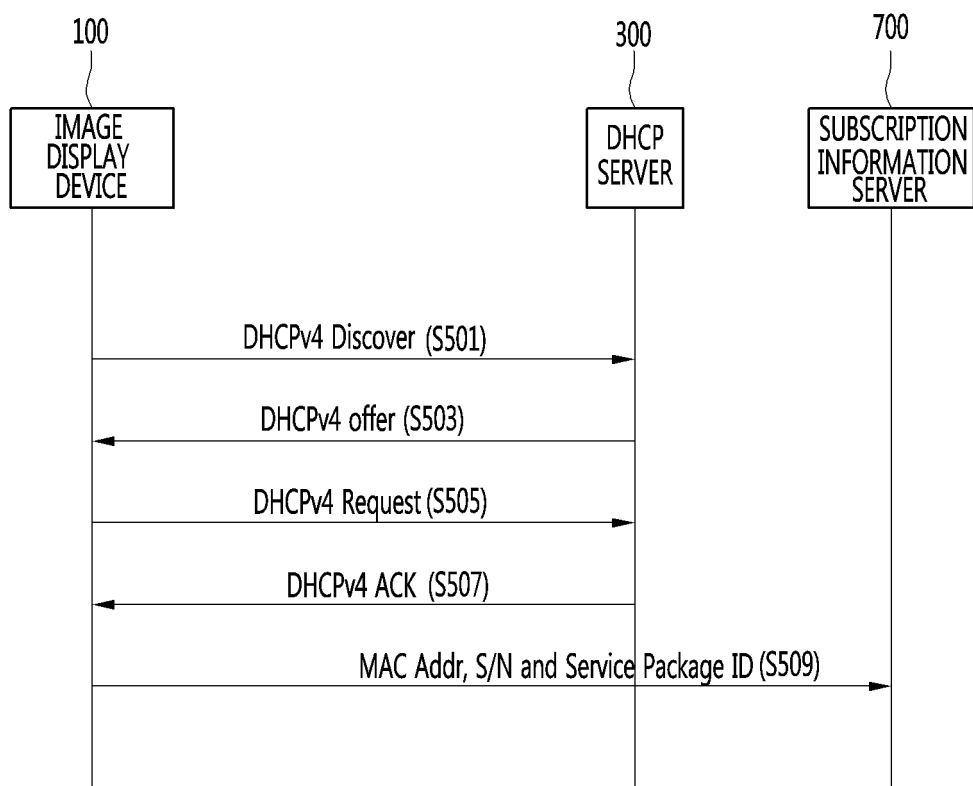 100
300
700
IMAGE
DISPLAY
DEVICE
DHCP
SERVER
SUBSCRIPTION
INFORMATION
SERVER
DHCPv4 Discover (S501)
DHCPv4 offer (S503)
DHCPv4 Request (S505)
DHCPv4 ACK (S507)
MAC Addr, S/N and Service Package ID (S509)